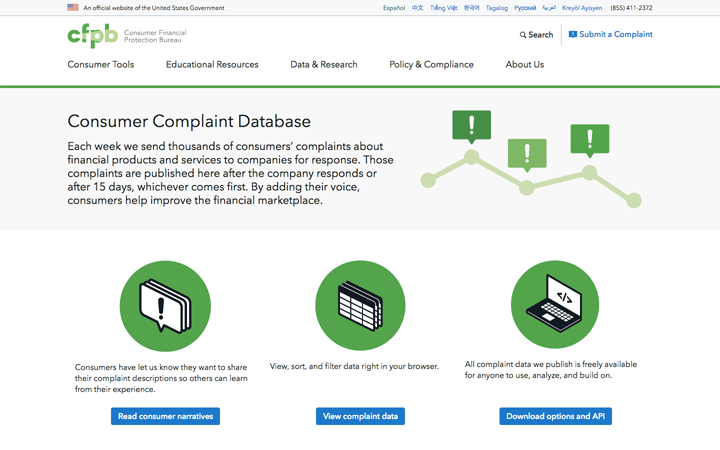 An official website of the United States Government
Español 中文 Tiếng Việt 한국어 Tagalog Русский العربية Kreyòl Ayisyen (855) 411-2372
cfpb Consumer Financial
Protection Bureau
Search
Submit a Complaint
Consumer Tools Educational Resources Data & Research Policy & Compliance About Us
Consumer Complaint Database
Each week we send thousands of consumers' complaints about
financial products and services to companies for response. Those
complaints are published here after the company responds or
after 15 days, whichever comes first. By adding their voice,
consumers help improve the financial marketplace.
Consumers have let us know they want to share
their complaint descriptions so others can learn
from their experience.
Read consumer narratives
View, sort, and filter data right in your browser.
View complaint data
All complaint data we publish is freely available
for anyone to use, analyze, and build on.
Download options and API